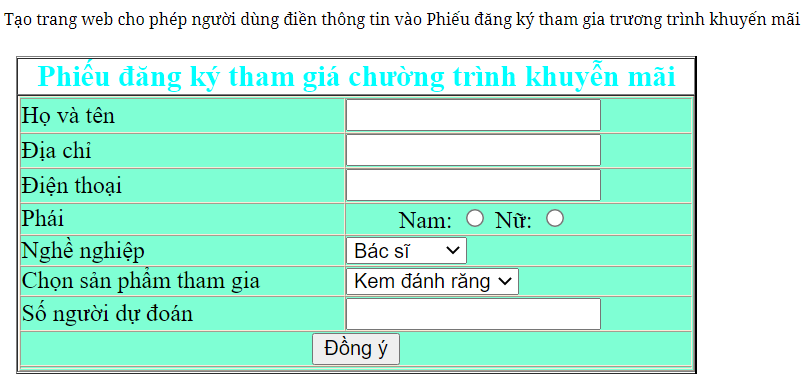 Tạo trang web cho phép người dùng điền thông tin vào Phiếu đăng ký tham gia trương trình khuyến mãi
Phiếu đăng ký tham giá chường trình khuyễn mãi
Họ và tên
Địa chỉ
Điện thoại
Phái Nam: Nữ:
Nghề nghiệp Bác sĩ
Chọn sản phẩm tham gia Kem đánh răng
Số người dự đoán
Đồng ý